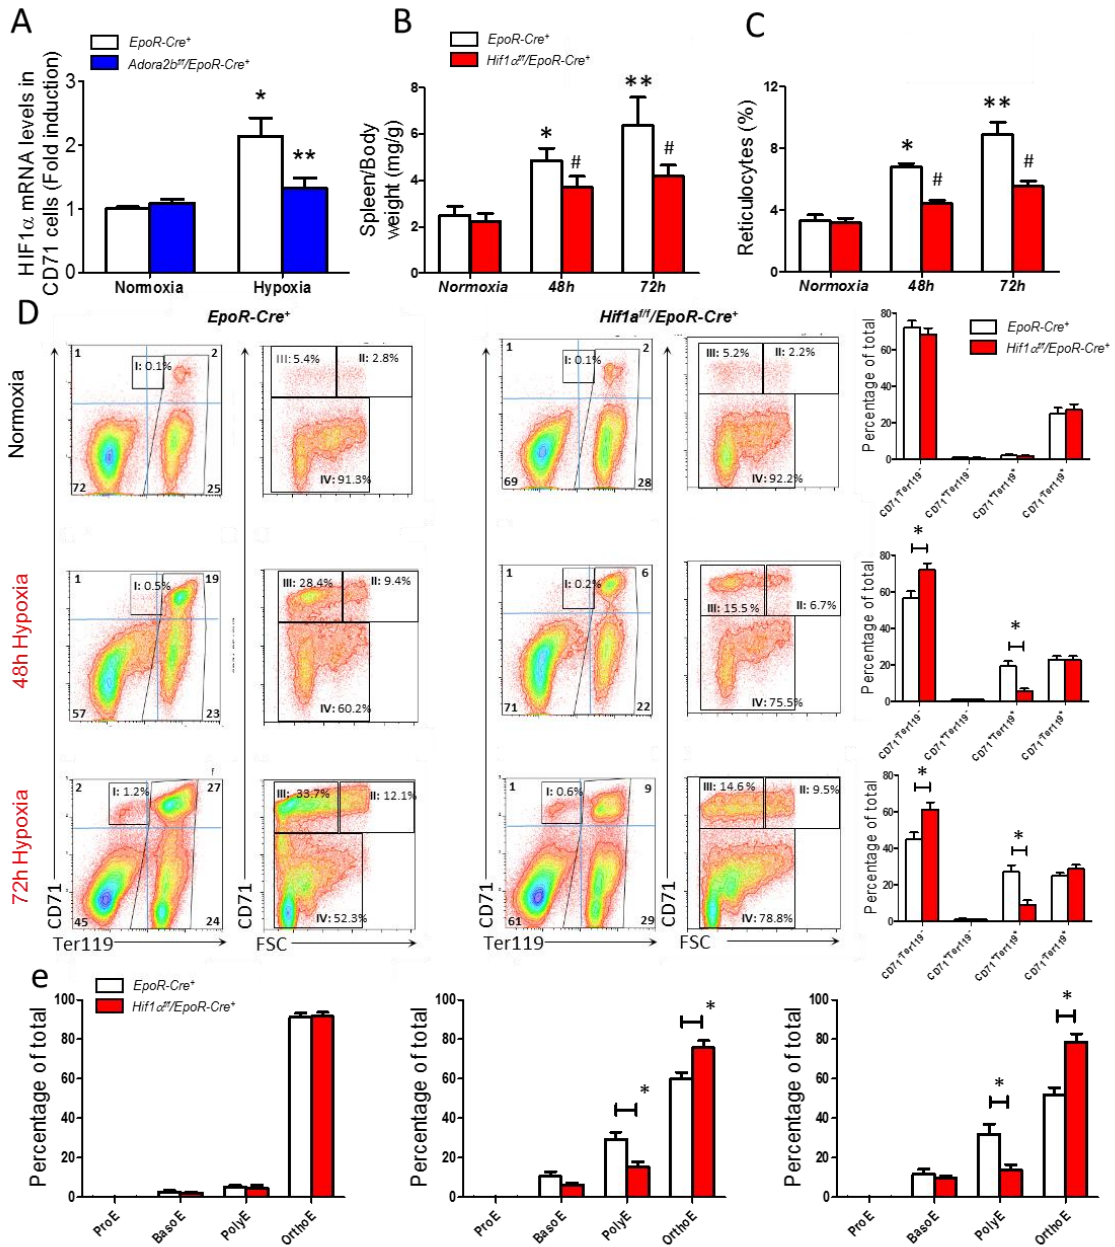 A
EpoR-Cre⁺
Adora2bᶠ/ᶠ/EpoR-Cre⁺
HIF1α mRNA levels in
CD71 cells (Fold induction)
3
2
1
0
*
**
Normoxia
Hypoxia
B
EpoR-Cre⁺
Hif1αᶠ/ᶠ/EpoR-Cre⁺
Spleen/Body
weight (mg/g)
8
6
4
2
0
*
#
**
#
Normoxia
48h
72h
C
EpoR-Cre⁺
Hif1αᶠ/ᶠ/EpoR-Cre⁺
Reticulocytes (%)
12
8
4
0
*
#
**
#
Normoxia
48h
72h
D
EpoR-Cre⁺
Hif1aᶠ/ᶠ/EpoR-Cre⁺
Normoxia
1
2
I: 0.1%
72
25
III: 5.4%
II: 2.8%
IV: 91.3%
1
2
I: 0.1%
69
28
III: 5.2%
II: 2.2%
IV: 92.2%
EpoR-Cre⁺
Hif1αᶠ/ᶠ/EpoR-Cre⁺
Percentage of total
80
60
40
20
0
CD71⁻Ter119⁻
CD71⁺Ter119⁻
CD71⁺Ter119⁺
CD71⁻Ter119⁺
48h Hypoxia
1
19
I: 0.5%
57
23
III: 28.4%
II: 9.4%
IV: 60.2%
1
6
I: 0.2%
71
22
III: 15.5 %
II: 6.7%
IV: 75.5%
Percentage of total
80
60
40
20
0
*
*
CD71⁻Ter119⁻
CD71⁺Ter119⁻
CD71⁺Ter119⁺
CD71⁻Ter119⁺
72h Hypoxia
2
27
I: 1.2%
45
24
III: 33.7%
II: 12.1%
IV: 52.3%
1
9
I: 0.6%
61
29
III: 14.6 %
II: 9.5%
IV: 78.8%
Percentage of total
80
60
40
20
0
*
*
CD71⁻Ter119⁻
CD71⁺Ter119⁻
CD71⁺Ter119⁺
CD71⁻Ter119⁺
CD71
Ter119
CD71
FSC
CD71
Ter119
CD71
FSC
e
EpoR-Cre⁺
Hif1αᶠ/ᶠ/EpoR-Cre⁺
Percentage of total
100
80
60
40
20
0
ProE
BasoE
PolyE
OrthoE
Percentage of total
100
80
60
40
20
0
*
*
ProE
BasoE
PolyE
OrthoE
Percentage of total
100
80
60
40
20
0
*
*
ProE
BasoE
PolyE
OrthoE